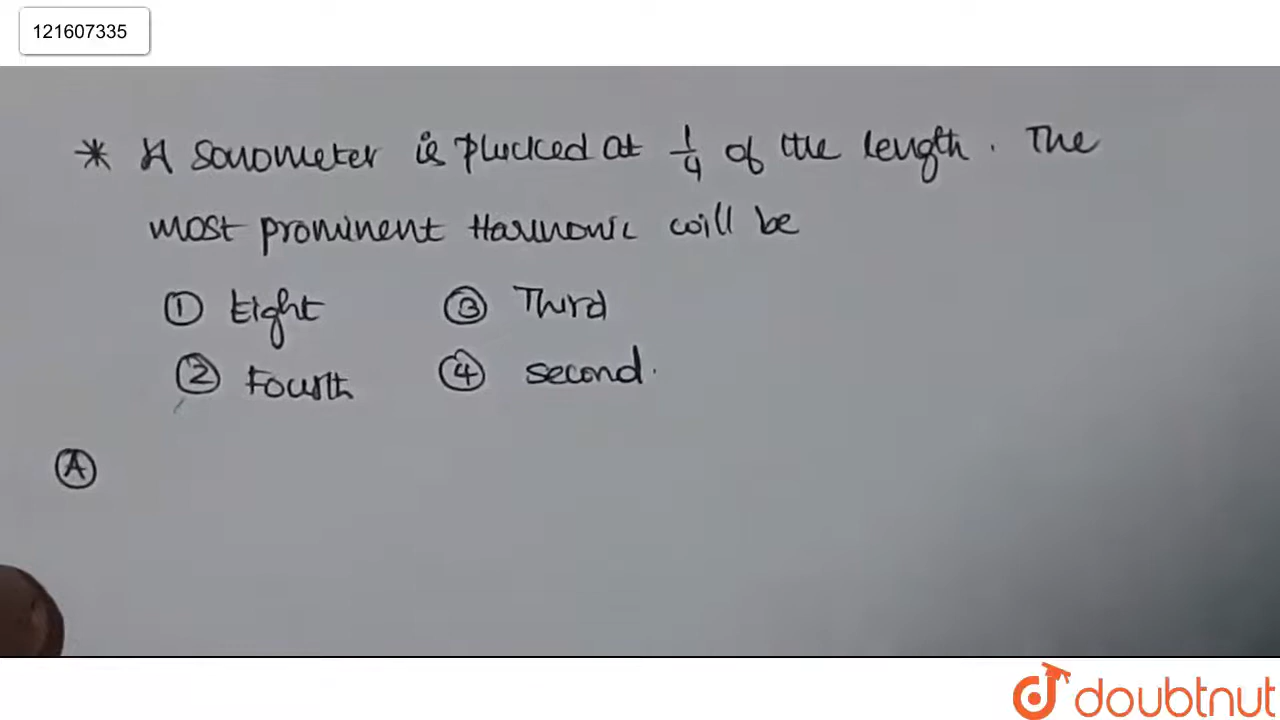 121607335
* A sonometer is plucked at 1/4 of the length. The
most prominent Harmonic will be
① Eight ③ Third
② Fourth ④ second.
Ⓐ
doubtnut